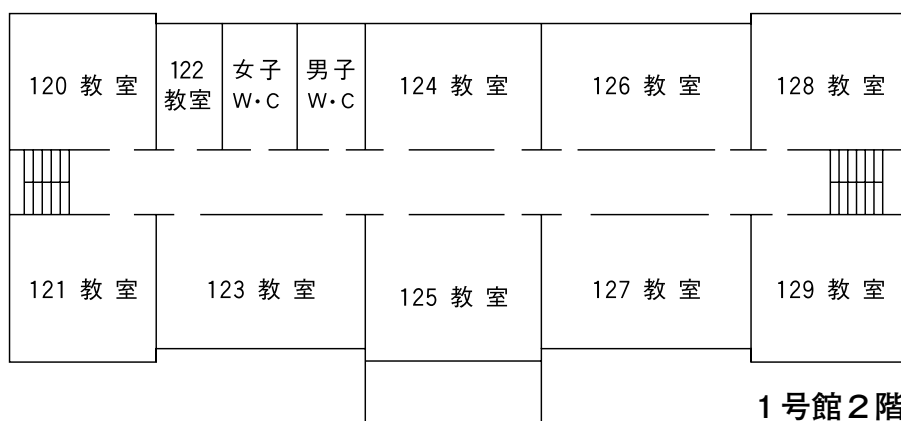 120 教室
122
教室
女子
W・C
男子
W・C
124 教室
126 教室
128 教室
121 教室
123 教室
125 教室
127 教室
129 教室
1号館2階